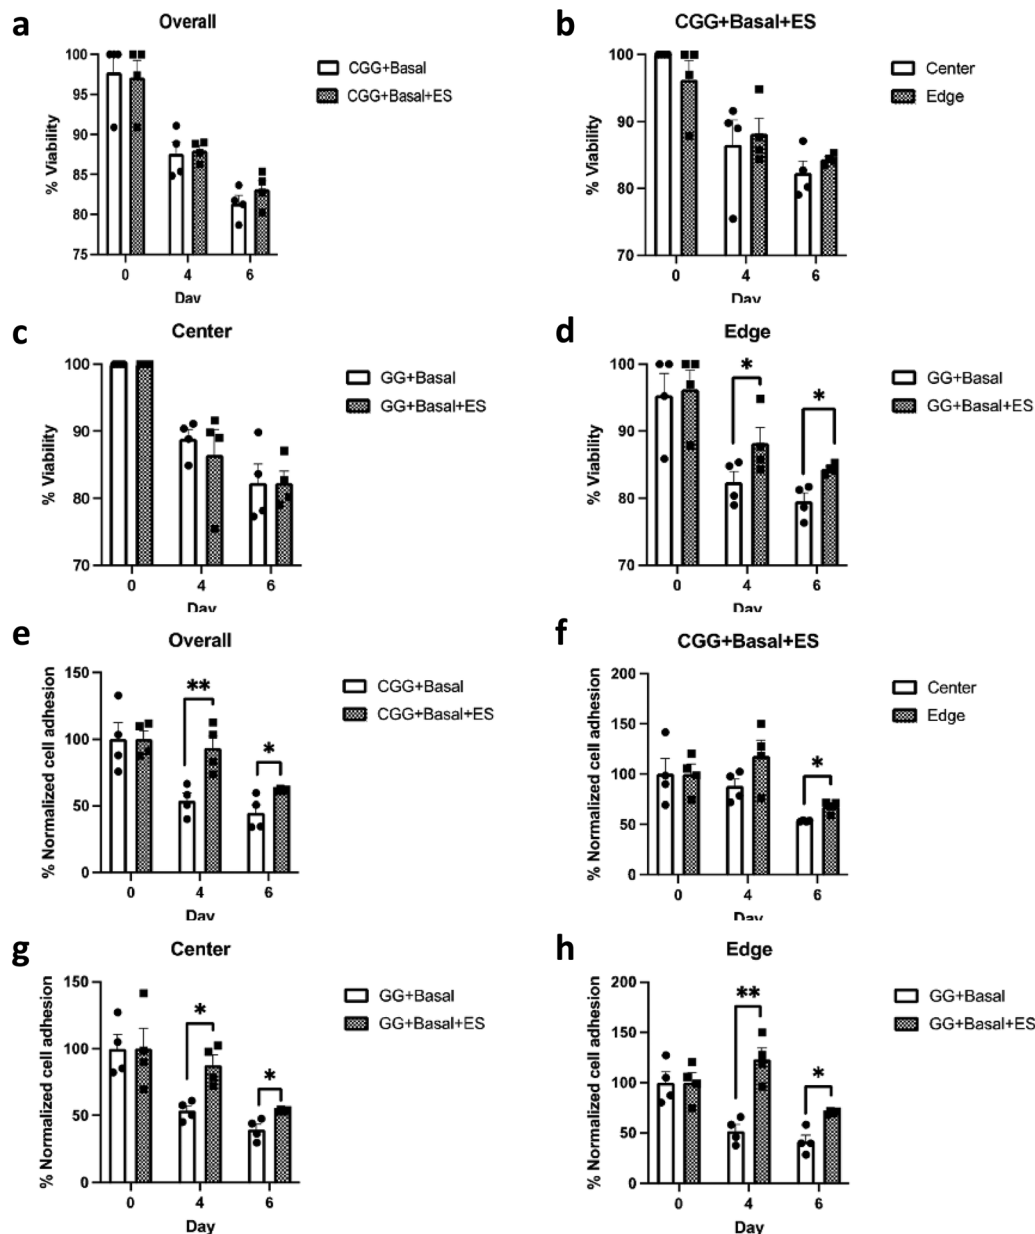 a
Overall
CGG+Basal
CGG+Basal+ES
% Viability
100
95
90
85
80
75
0 4 6
Day
b
CGG+Basal+ES
Center
Edge
% Viability
100
90
80
70
0 4 6
Day
c
Center
GG+Basal
GG+Basal+ES
% Viability
100
90
80
70
0 4 6
Day
d
Edge
GG+Basal
GG+Basal+ES
% Viability
100
90
80
70
* *
0 4 6
Day
e
Overall
CGG+Basal
CGG+Basal+ES
% Normalized cell adhesion
150
100
50
0
** *
0 4 6
Day
f
CGG+Basal+ES
Center
Edge
% Normalized cell adhesion
200
150
100
50
0
*
0 4 6
Day
g
Center
GG+Basal
GG+Basal+ES
% Normalized cell adhesion
150
100
50
0
* *
0 4 6
Day
h
Edge
GG+Basal
GG+Basal+ES
% Normalized cell adhesion
200
150
100
50
0
** *
0 4 6
Day